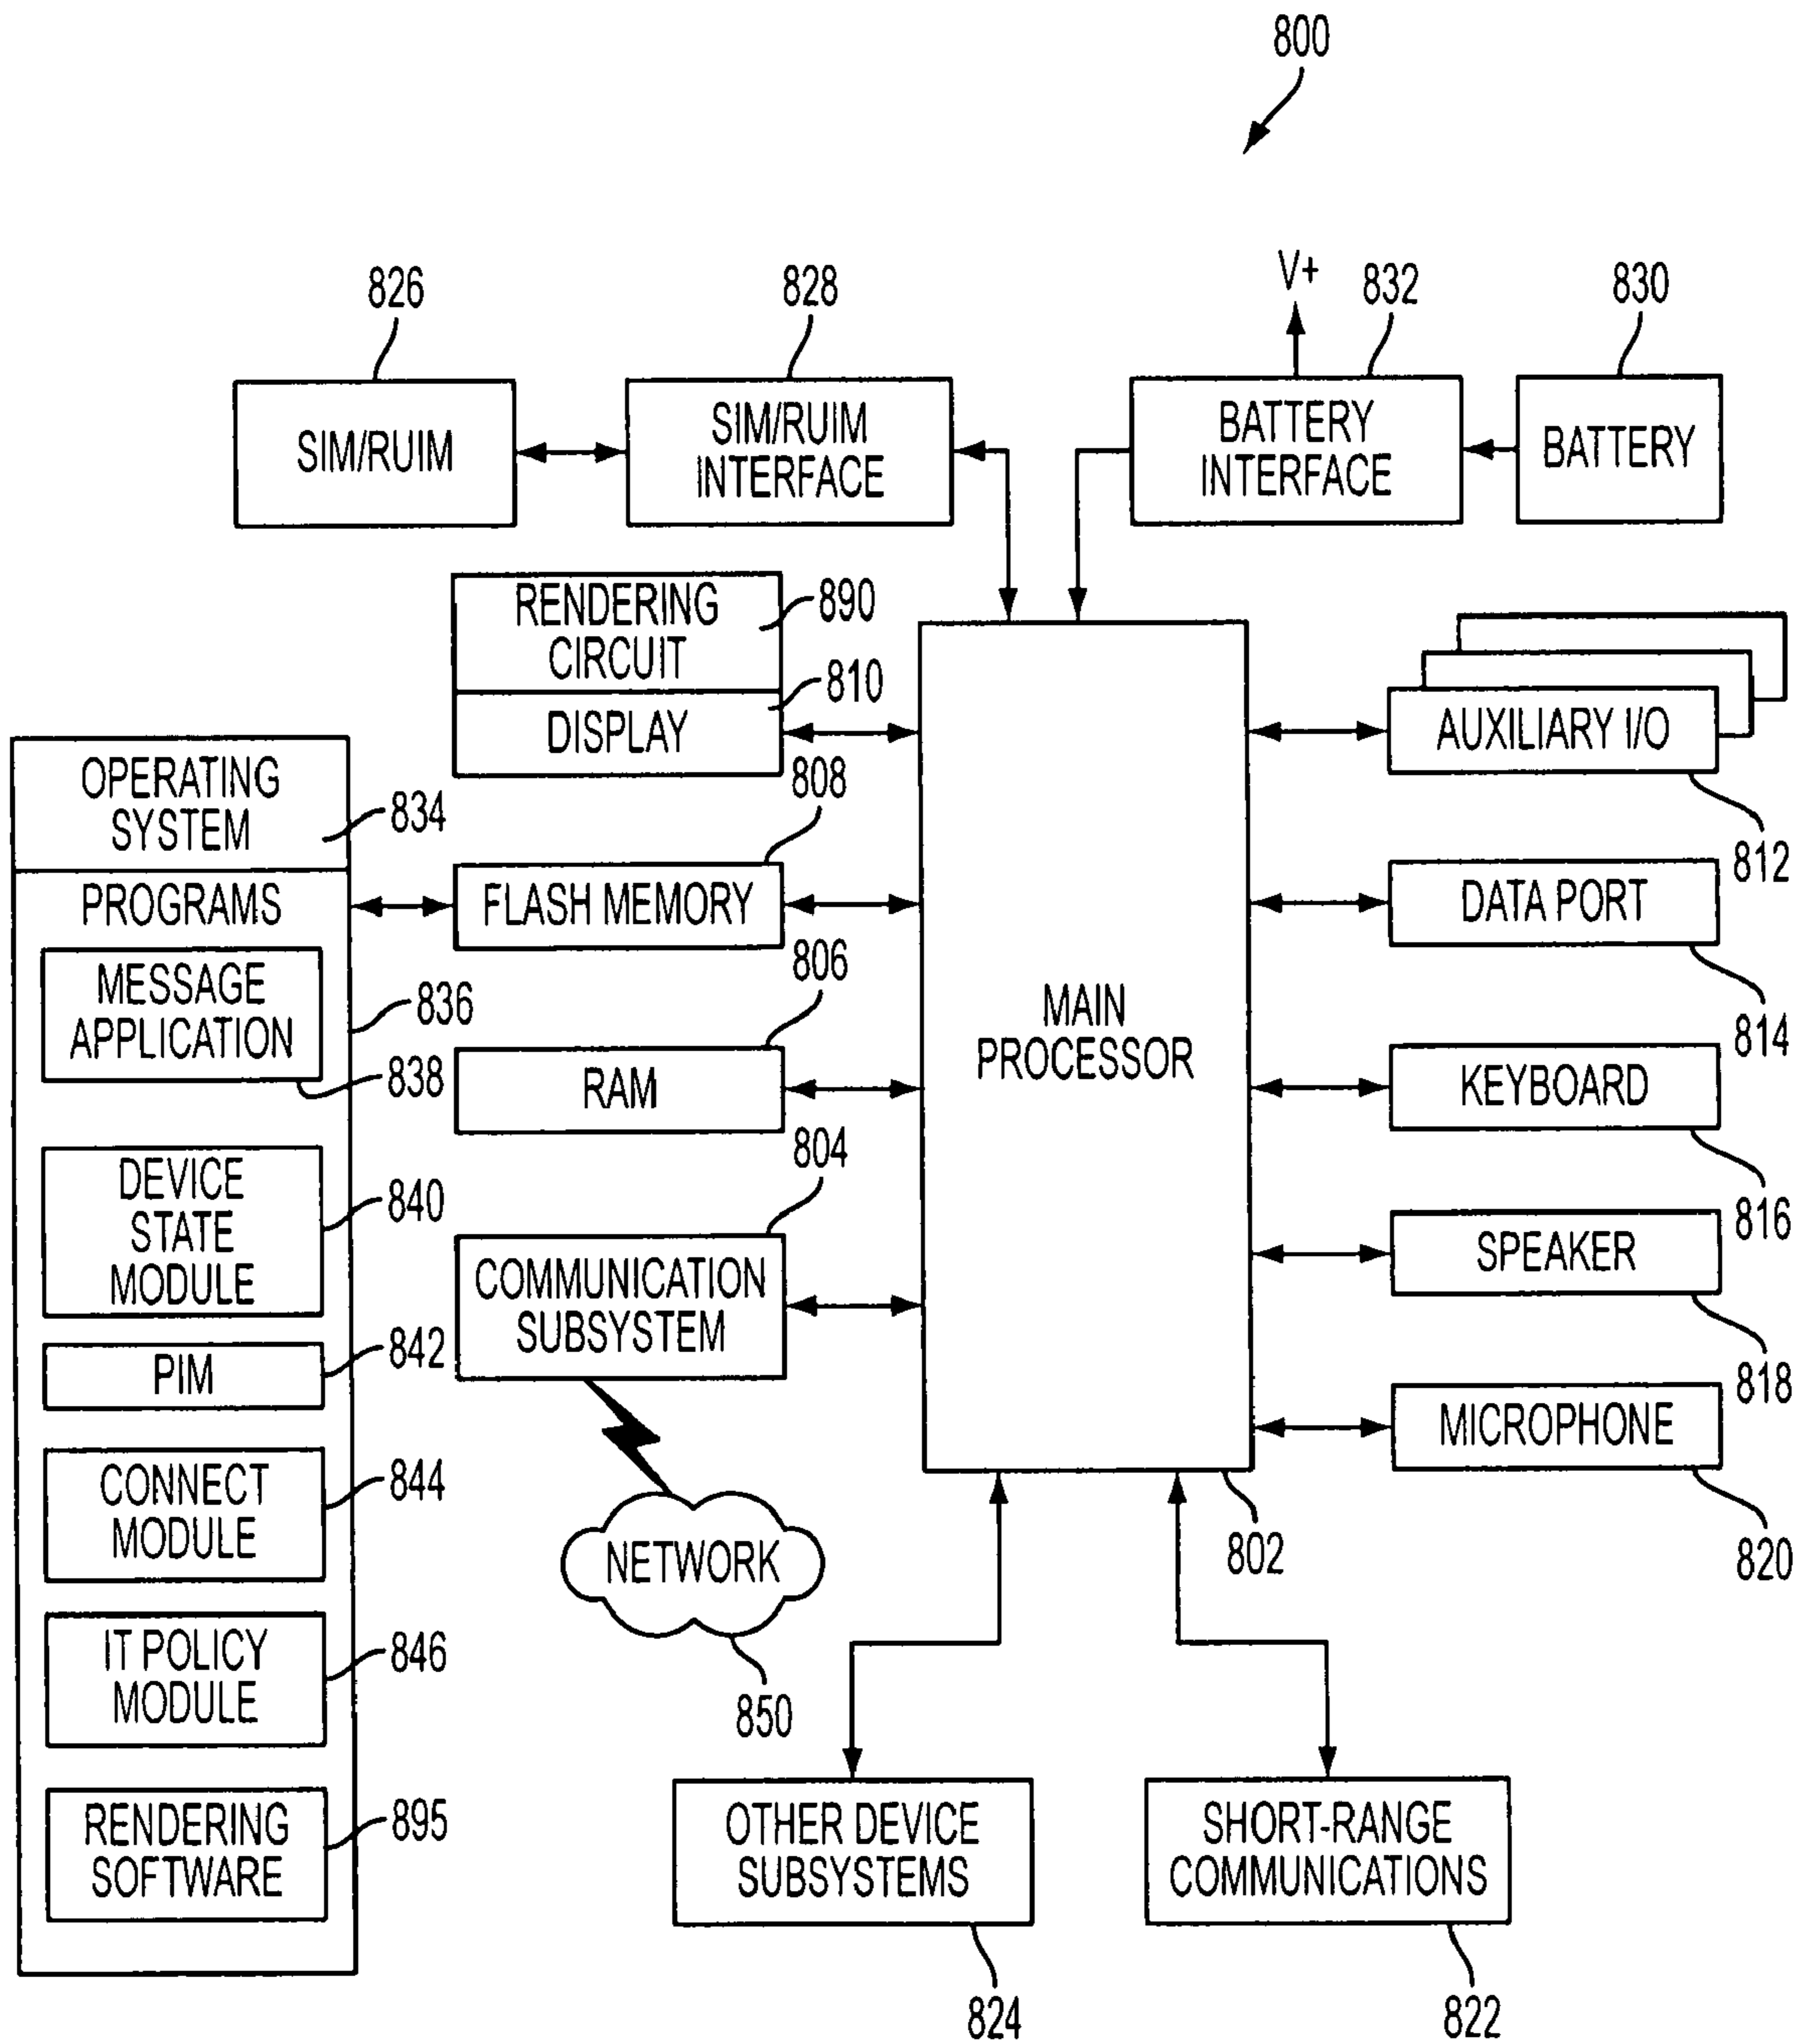 800
V+
826
828
832
830
SIM/RUIM
SIM/RUIM
INTERFACE
BATTERY
INTERFACE
BATTERY
RENDERING
CIRCUIT
890
810
DISPLAY
AUXILIARY I/O
812
OPERATING
SYSTEM
834
808
PROGRAMS
FLASH MEMORY
DATA PORT
814
MESSAGE
APPLICATION
836
838
806
RAM
MAIN
PROCESSOR
KEYBOARD
816
DEVICE
STATE
MODULE
840
804
COMMUNICATION
SUBSYSTEM
SPEAKER
818
PIM
842
MICROPHONE
820
CONNECT
MODULE
844
NETWORK
850
802
IT POLICY
MODULE
846
RENDERING
SOFTWARE
895
OTHER DEVICE
SUBSYSTEMS
824
SHORT-RANGE
COMMUNICATIONS
822